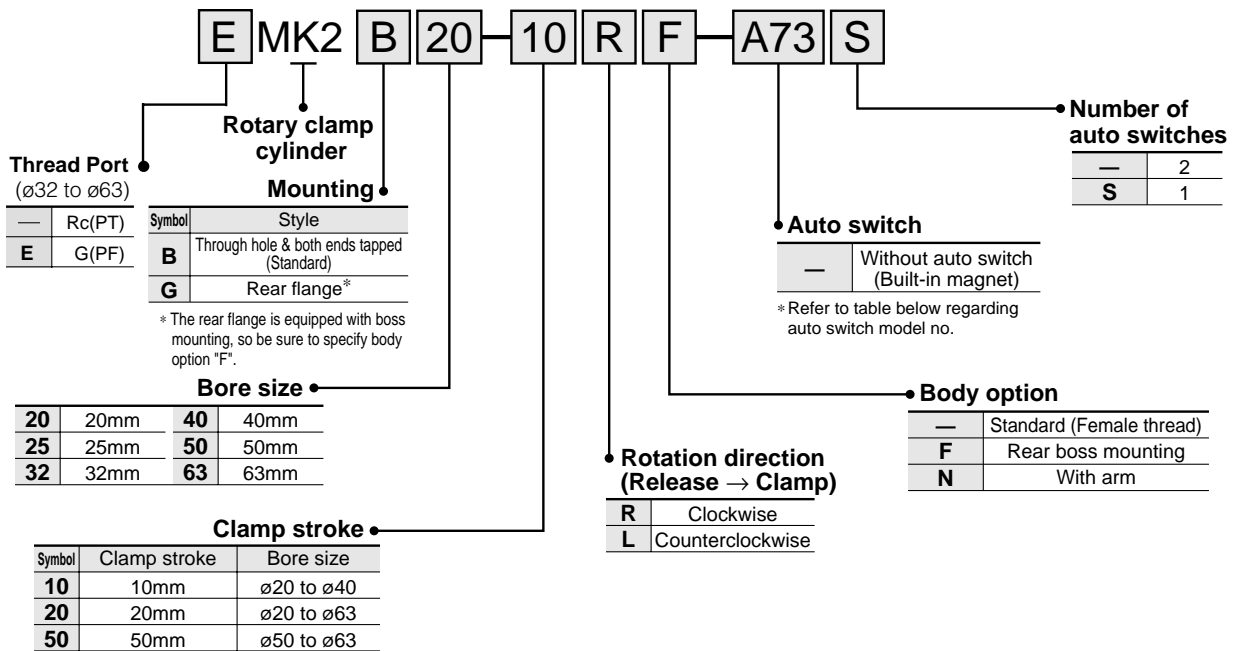 E MK2 B 20 - 10 R F - A73 S
Number of
auto switches
— 2
S 1
Rotary clamp
cylinder
Thread Port
(ø32 to ø63)
— Rc(PT)
E G(PF)
Mounting
Symbol Style
B Through hole & both ends tapped
(Standard)
G Rear flange*
* The rear flange is equipped with boss
mounting, so be sure to specify body
option "F".
Auto switch
— Without auto switch
(Built-in magnet)
* Refer to table below regarding
auto switch model no.
Bore size
20 20mm 40 40mm
25 25mm 50 50mm
32 32mm 63 63mm
Body option
— Standard (Female thread)
F Rear boss mounting
N With arm
Rotation direction
(Release → Clamp)
R Clockwise
L Counterclockwise
Clamp stroke
Symbol Clamp stroke Bore size
10 10mm ø20 to ø40
20 20mm ø20 to ø63
50 50mm ø50 to ø63